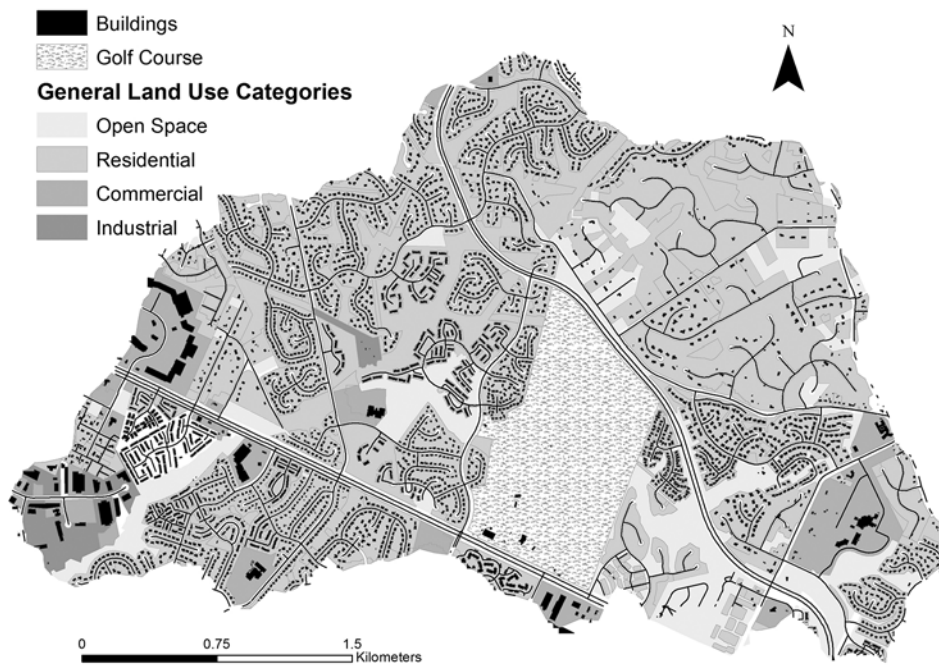 Buildings
Golf Course
General Land Use Categories
Open Space
Residential
Commercial
Industrial
N
0 0.75 1.5
Kilometers